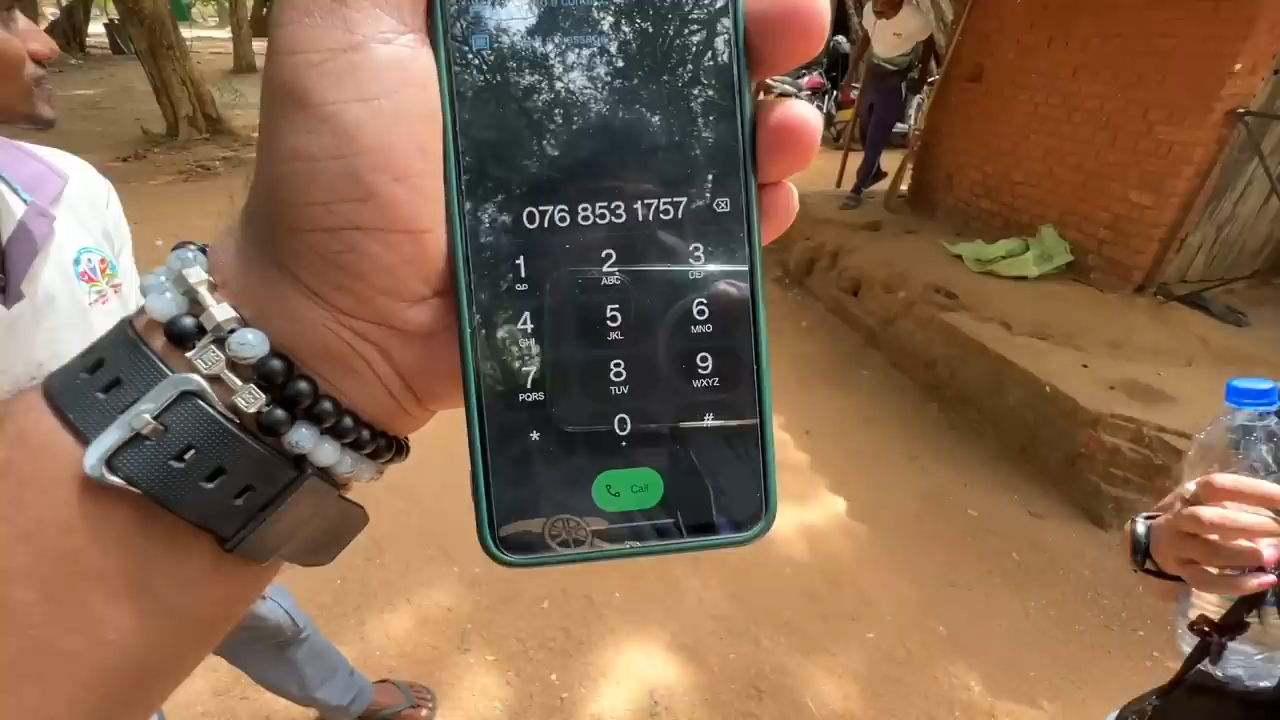 076 853 1757
1
2 ABC
3 DEF
4 GHI
5 JKL
6 MNO
7 PQRS
8 TUV
9 WXYZ
*
0 +
#
Call